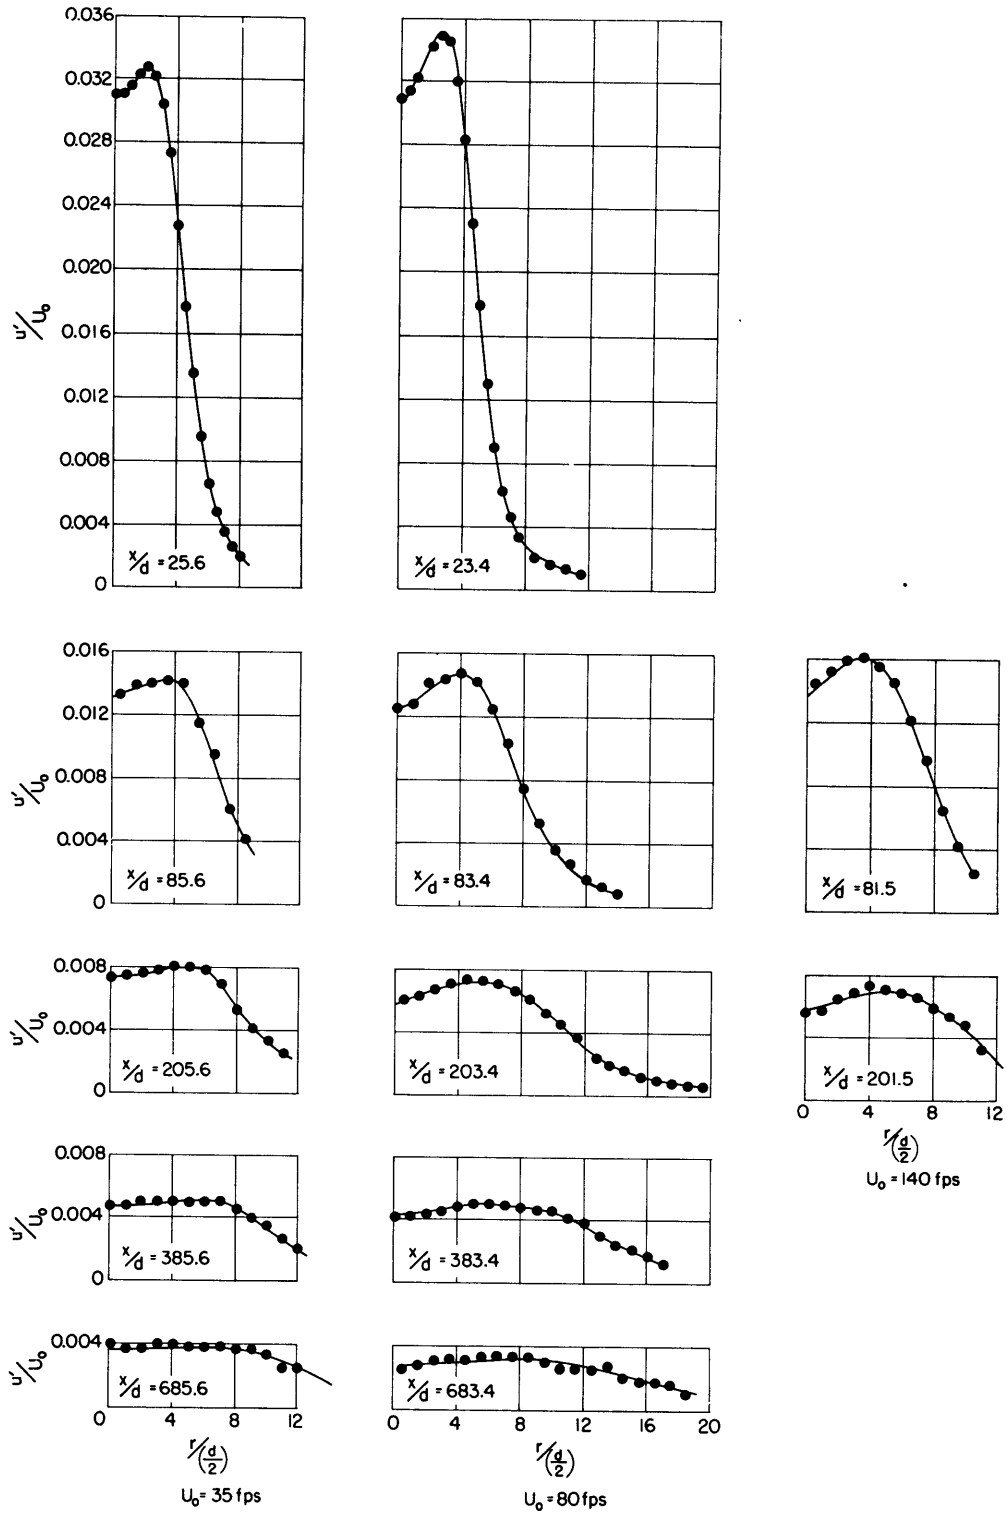 0.036
0.032
0.028
0.024
0.020
0.016
0.012
0.008
0.004
0
u'/U₀
x/d = 25.6
x/d = 23.4
0.016
0.012
0.008
0.004
0
u'/U₀
x/d = 85.6
x/d = 83.4
x/d = 81.5
0.008
0.004
0
u'/U₀
x/d = 205.6
x/d = 203.4
x/d = 201.5
0 4 8 12
r/(d/2)
U₀ = 140 fps
0.008
0.004
0
u'/U₀
x/d = 385.6
x/d = 383.4
0.004
0
u'/U₀
x/d = 685.6
x/d = 683.4
4 8 12
0 4 8 12 16 20
r/(d/2)
r/(d/2)
U₀ = 35 fps
U₀ = 80 fps